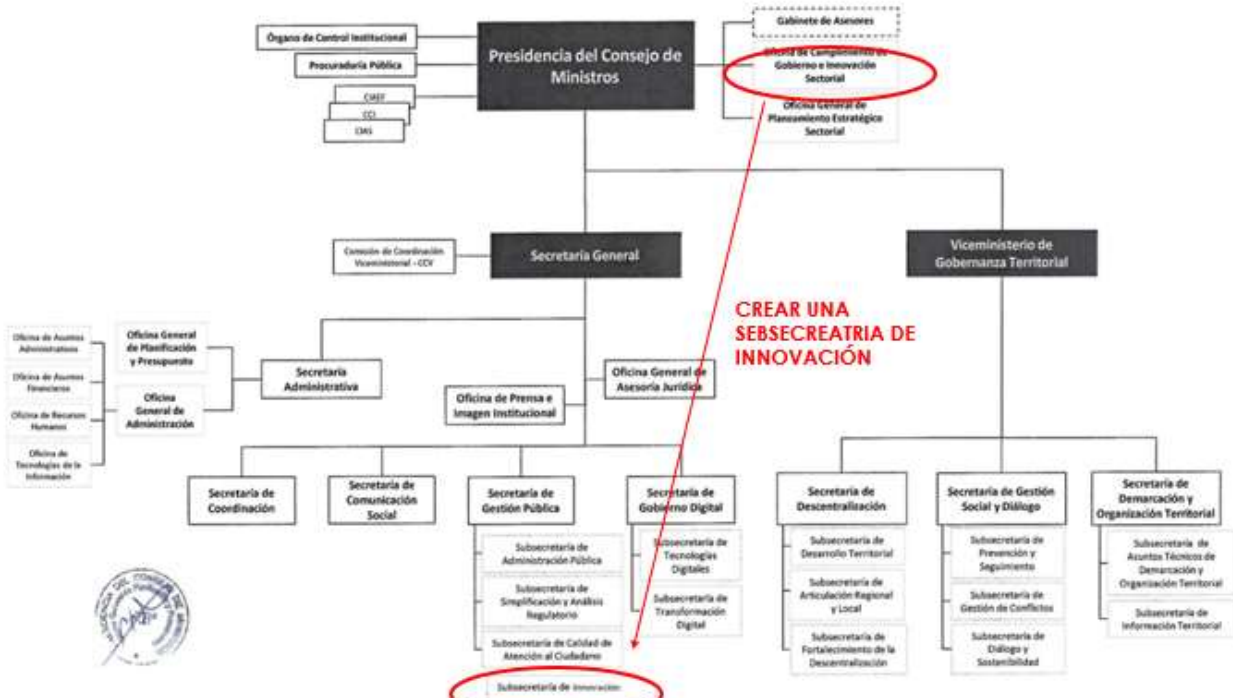 Gabinete de Asesores
Órgano de Control Institucional
Presidencia del Consejo de
Ministros
Oficina de Cumplimiento de
Gobierno e Innovación
Sectorial
Procuraduría Pública
CIAEF
CCI
CIAS
Oficina General de
Planeamiento Estratégico
Sectorial
Comisión de Coordinación
Viceministerial - CCV
Secretaría General
Viceministerio de
Gobernanza Territorial
CREAR UNA
SEBSECREATRIA DE
INNOVACIÓN
Oficina de Asuntos
Administrativos
Oficina General
de Planificación
y Presupuesto
Oficina de Asuntos
Financieros
Secretaría
Administrativa
Oficina General de
Asesoría Jurídica
Oficina
General de
Administración
Oficina de Prensa e
Imagen Institucional
Oficina de Recursos
Humanos
Oficina de
Tecnologías de la
Información
Secretaría de
Coordinación
Secretaría de
Comunicación
Social
Secretaría de
Gestión Pública
Secretaría de
Gobierno Digital
Secretaría de
Descentralización
Secretaría de Gestión
Social y Diálogo
Secretaría de
Demarcación y
Organización Territorial
Subsecretaría de
Administración Pública
Subsecretaría de
Simplificación y Análisis
Regulatorio
Subsecretaría de Calidad de
Atención al Ciudadano
Subsecretaría de Innovación
Subsecretaría de
Tecnologías
Digitales
Subsecretaría de
Transformación
Digital
Subsecretaría de
Desarrollo Territorial
Subsecretaría de
Articulación Regional
y Local
Subsecretaría de
Fortalecimiento de la
Descentralización
Subsecretaría de
Prevención y
Seguimiento
Subsecretaría de
Gestión de Conflictos
Subsecretaría de
Diálogo y
Sostenibilidad
Subsecretaría de
Asuntos Técnicos de
Demarcación y
Organización Territorial
Subsecretaría de
Información Territorial